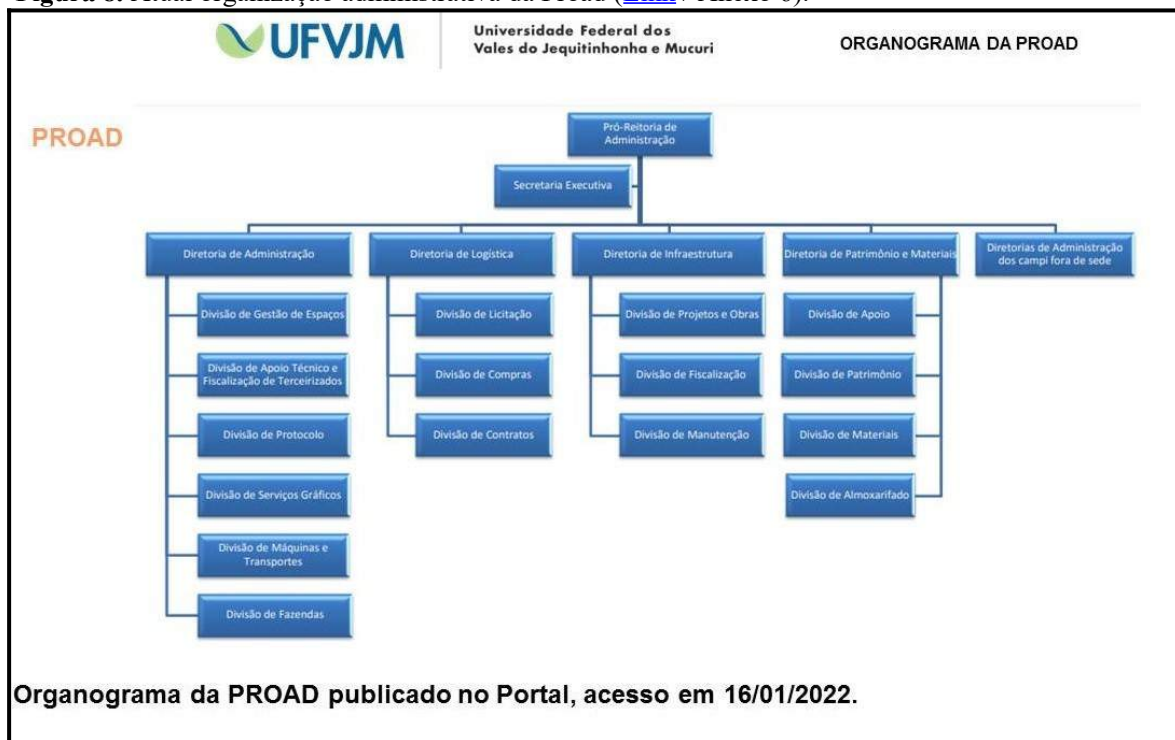 UFVJM
Universidade Federal dos
Vales do Jequitinhonha e Mucuri
ORGANOGRAMA DA PROAD
PROAD
Pró-Reitoria de
Administração
Secretaria Executiva
Diretoria de Administração
Divisão de Gestão de Espaços
Divisão de Apoio Técnico e
Fiscalização de Terceirizados
Divisão de Protocolo
Divisão de Serviços Gráficos
Divisão de Máquinas e
Transportes
Divisão de Fazendas
Diretoria de Logística
Divisão de Licitação
Divisão de Compras
Divisão de Contratos
Diretoria de Infraestrutura
Divisão de Projetos e Obras
Divisão de Fiscalização
Divisão de Manutenção
Diretoria de Patrimônio e Materiais
Divisão de Apoio
Divisão de Patrimônio
Divisão de Materiais
Divisão de Almoxarifado
Diretorias de Administração
dos campi fora de sede
Organograma da PROAD publicado no Portal, acesso em 16/01/2022.